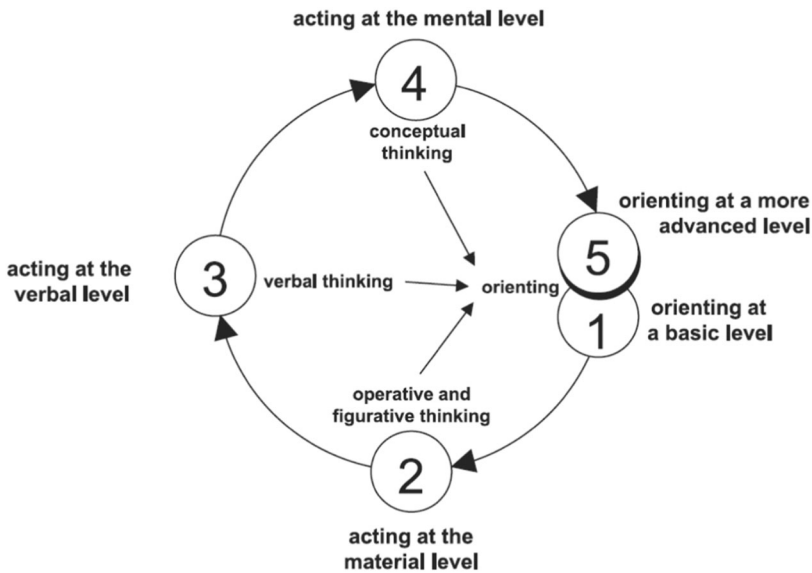 acting at the mental level
4
conceptual
thinking
orienting at a more
advanced level
5
acting at the
verbal level
3
verbal thinking
orienting
1
orienting at
a basic level
operative and
figurative thinking
2
acting at the
material level